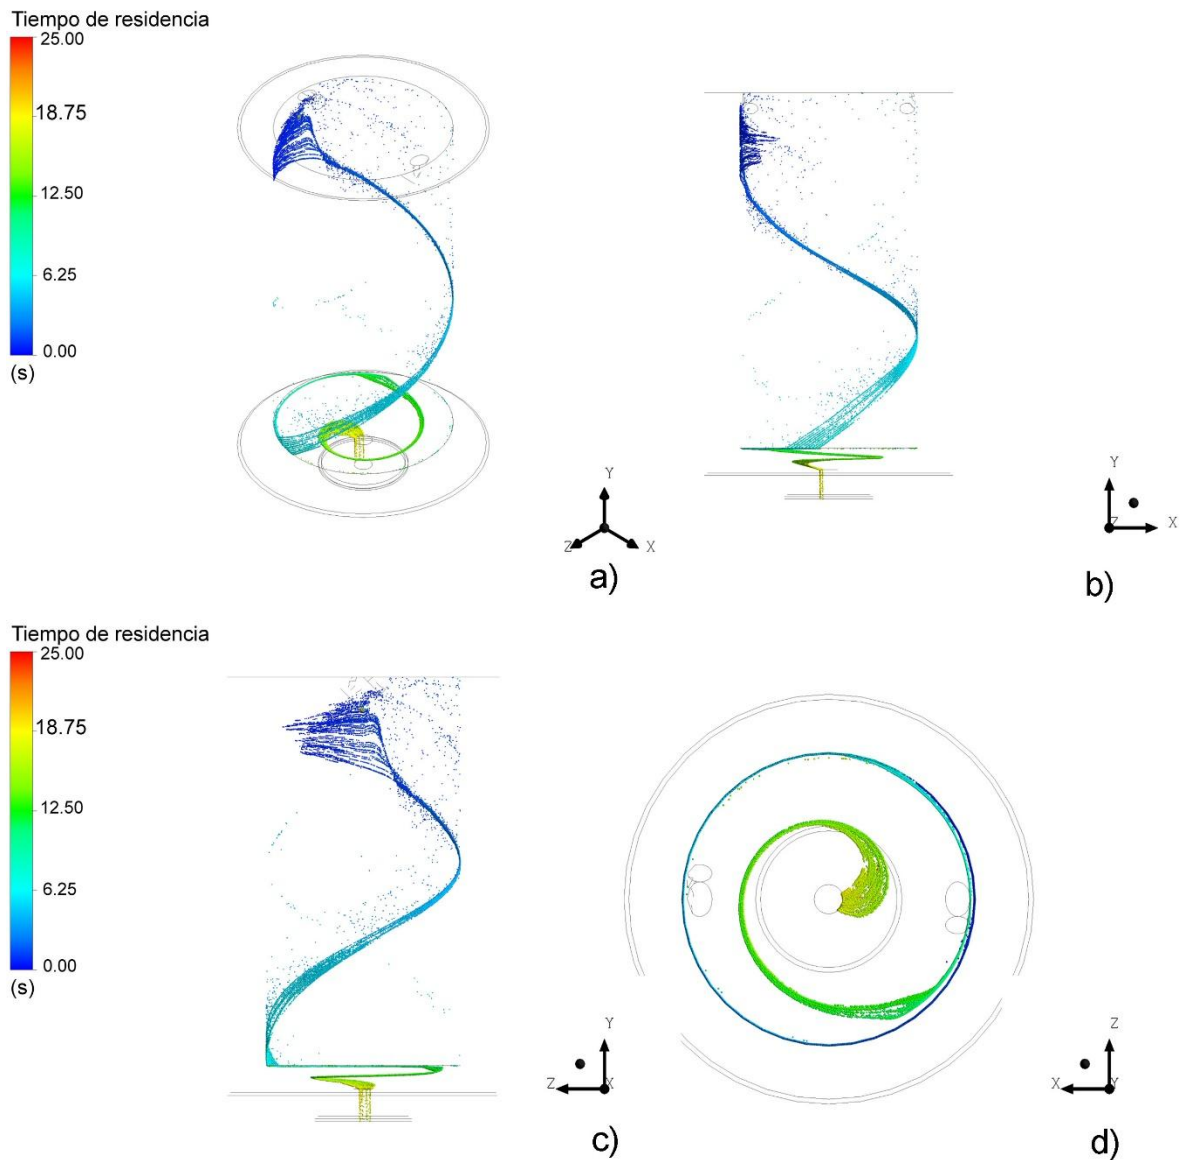 Tiempo de residencia
25.00
18.75
12.50
6.25
0.00
(s)
Y
Z
X
a)
Y
Z
X
b)
Tiempo de residencia
25.00
18.75
12.50
6.25
0.00
(s)
Y
Z
X
c)
Z
X
Y
d)